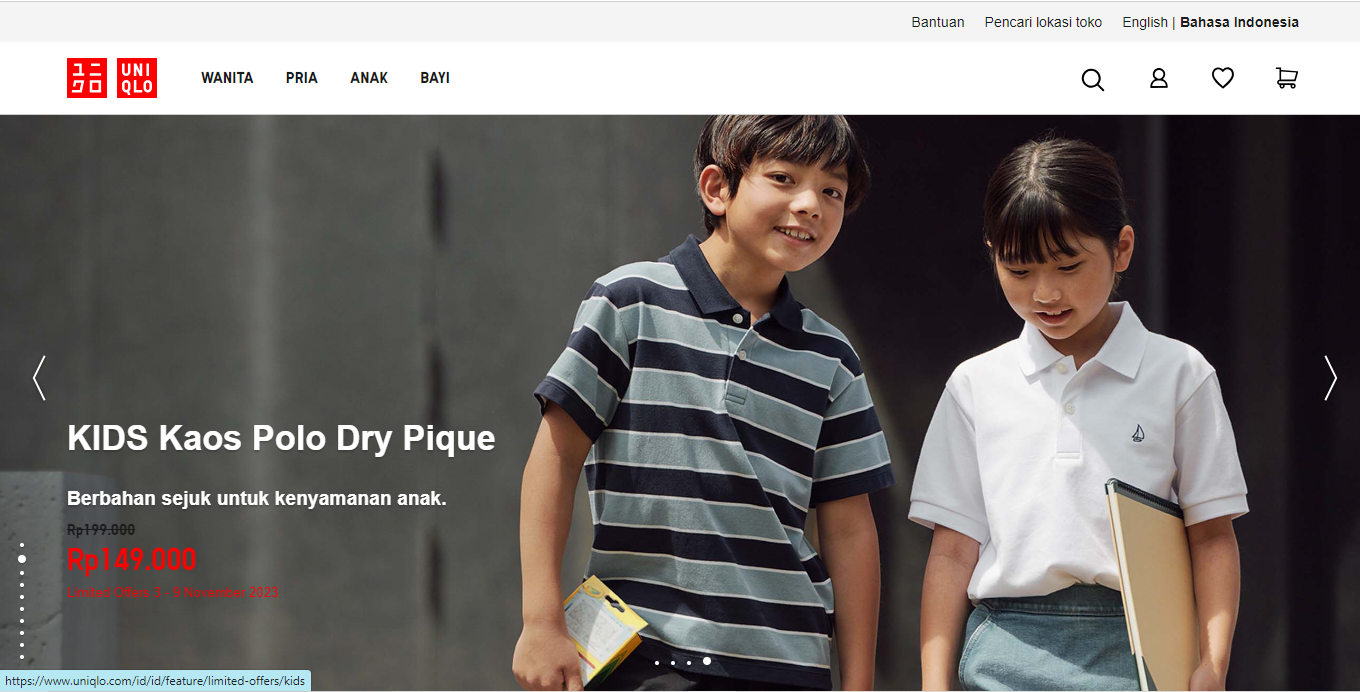 Bantuan Pencari lokasi toko English | Bahasa Indonesia
ユニ
クロ
UNI
QLO
WANITA PRIA ANAK BAYI
KIDS Kaos Polo Dry Pique
Berbahan sejuk untuk kenyamanan anak.
Rp199.000
Rp149.000
Limited Offers 3 - 9 November 2023
https://www.uniqlo.com/id/id/feature/limited-offers/kids